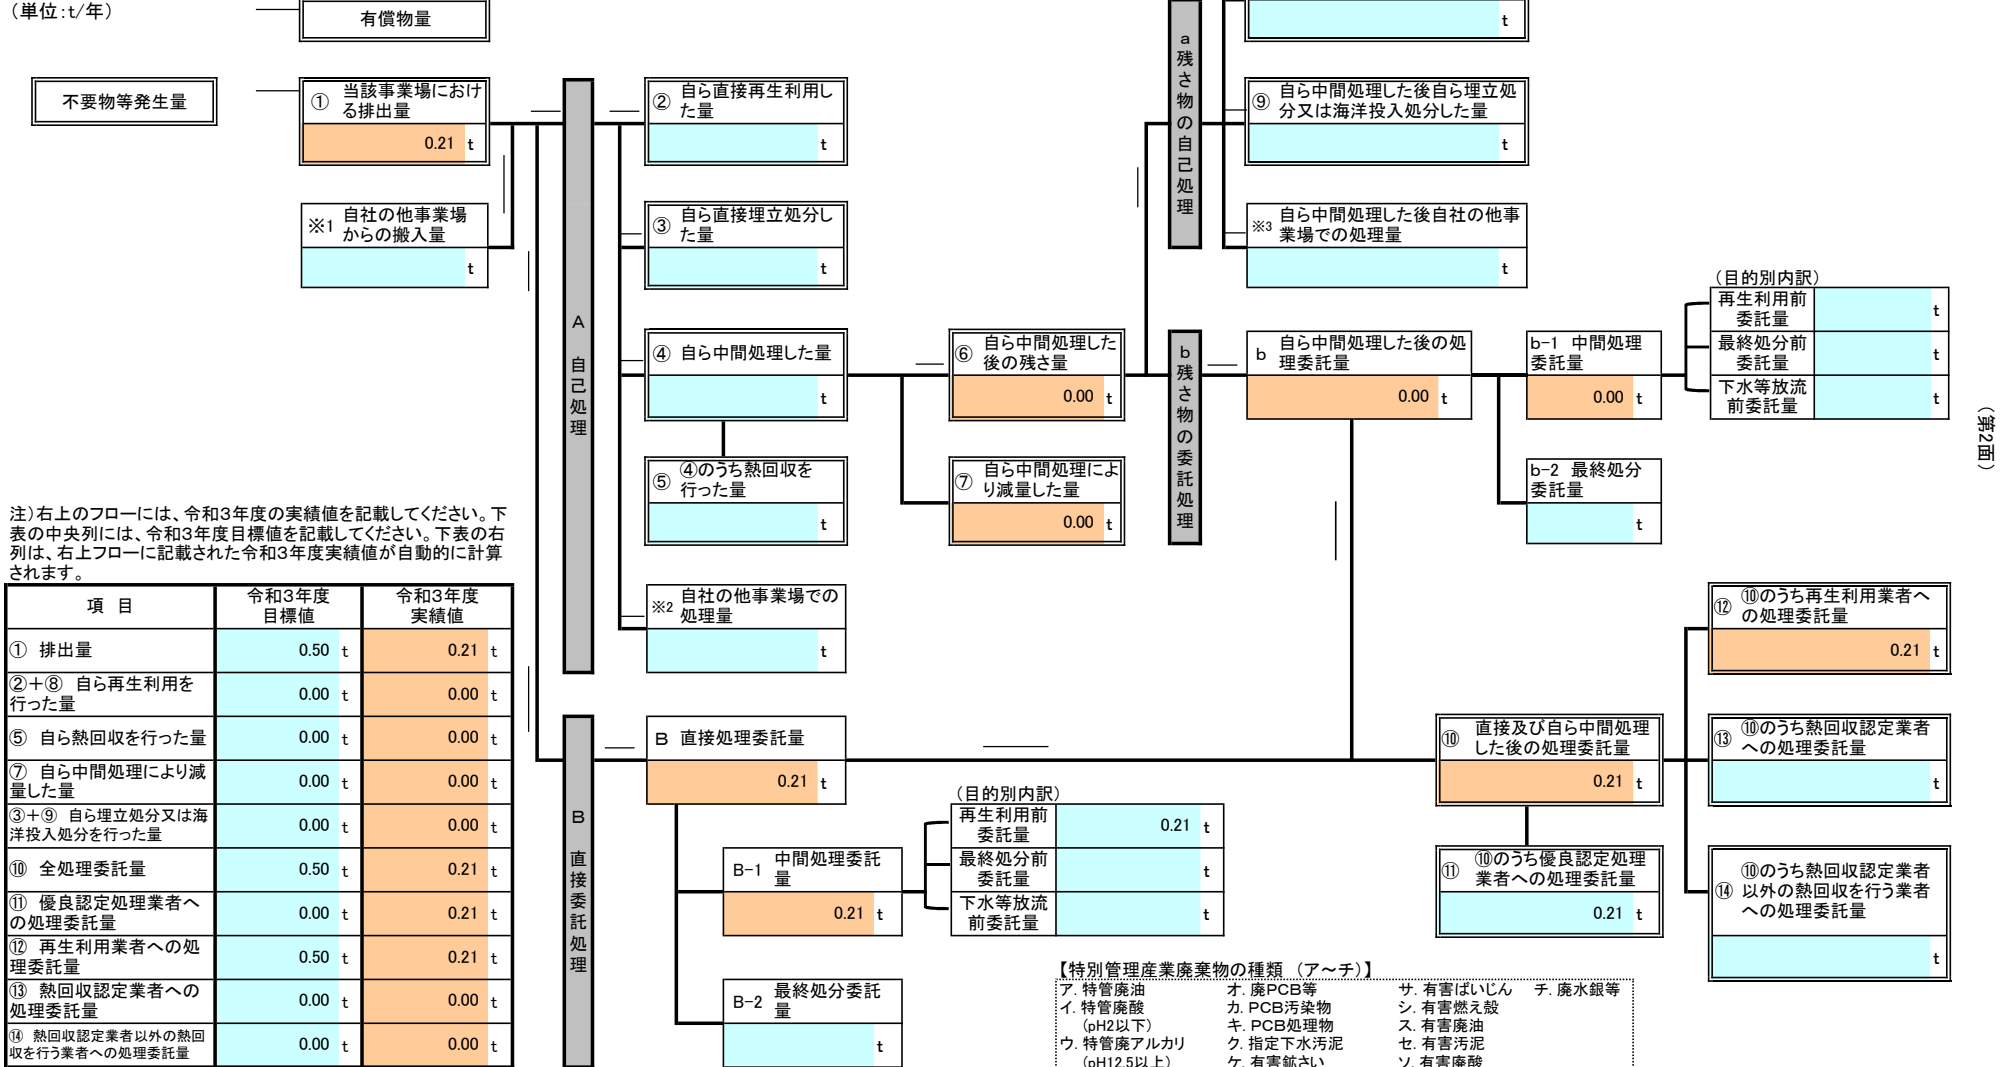 （単位：t/年）
有償物量
不要物等発生量
① 当該事業場におけ
る排出量
0.21 t
※1 自社の他事業場
からの搬入量
t
A 自己処理
② 自ら直接再生利用し
た量
t
③ 自ら直接埋立処分し
た量
t
④ 自ら中間処理した量
t
⑤ ④のうち熱回収を
行った量
t
※2 自社の他事業場での
処理量
t
⑥ 自ら中間処理した
後の残さ量
0.00 t
⑦ 自ら中間処理によ
り減量した量
0.00 t
a 残さ物の自己処理
t
⑨ 自ら中間処理した後自ら埋立処
分又は海洋投入処分した量
t
※3 自ら中間処理した後自社の他事
業場での処理量
t
b 残さ物の委託処理
b 自ら中間処理した後の処
理委託量
0.00 t
b-1 中間処理
委託量
0.00 t
b-2 最終処分
委託量
t
（目的別内訳）
再生利用前
委託量
t
最終処分前
委託量
t
下水等放流
前委託量
t
（第2面）
注）右上のフローには、令和3年度の実績値を記載してください。下
表の中央列には、令和3年度目標値を記載してください。下表の右
列は、右上フローに記載された令和3年度実績値が自動的に計算
されます。
項 目
令和3年度
目標値
令和3年度
実績値
① 排出量
0.50 t 0.21 t
②＋⑧ 自ら再生利用を
行った量
0.00 t 0.00 t
⑤ 自ら熱回収を行った量
0.00 t 0.00 t
⑦ 自ら中間処理により減
量した量
0.00 t 0.00 t
③＋⑨ 自ら埋立処分又は海
洋投入処分を行った量
0.00 t 0.00 t
⑩ 全処理委託量
0.50 t 0.21 t
⑪ 優良認定処理業者へ
の処理委託量
0.00 t 0.21 t
⑫ 再生利用業者への処
理委託量
0.50 t 0.21 t
⑬ 熱回収認定業者への
処理委託量
0.00 t 0.00 t
⑭ 熱回収認定業者以外の熱回
収を行う業者への処理委託量
0.00 t 0.00 t
B 直接委託処理
B 直接処理委託量
0.21 t
B-1 中間処理委託
量
0.21 t
B-2 最終処分委託
量
t
（目的別内訳）
再生利用前
委託量
0.21 t
最終処分前
委託量
t
下水等放流
前委託量
t
⑩ 直接及び自ら中間処理
した後の処理委託量
0.21 t
⑪ ⑩のうち優良認定処理
業者への処理委託量
0.21 t
⑫ ⑩のうち再生利用業者へ
の処理委託量
0.21 t
⑬ ⑩のうち熱回収認定業者
への処理委託量
t
⑭ ⑩のうち熱回収認定業者
以外の熱回収を行う業者
への処理委託量
t
【特別管理産業廃棄物の種類 （ア～チ）】
ア．特管廃油 オ．廃PCB等 サ．有害ばいじん チ．廃水銀等
イ．特管廃酸 カ．PCB汚染物 シ．有害燃え殻
（pH2以下） キ．PCB処理物 ス．有害廃油
ウ．特管廃アルカリ ク．指定下水汚泥 セ．有害汚泥
（pH12.5以上） ケ．有害鉱さい ソ．有害廃酸